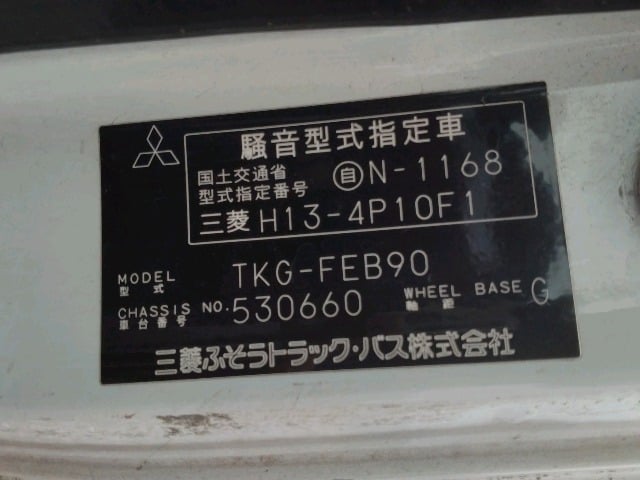 騒音型式指定車
国土交通省
型式指定番号 自N-1168
三菱 H13-4P10F1
MODEL TKG-FEB90
型式
CHASSIS NO. 530660 WHEEL BASE G
車台番号 軸距
三菱ふそうトラック・バス株式会社